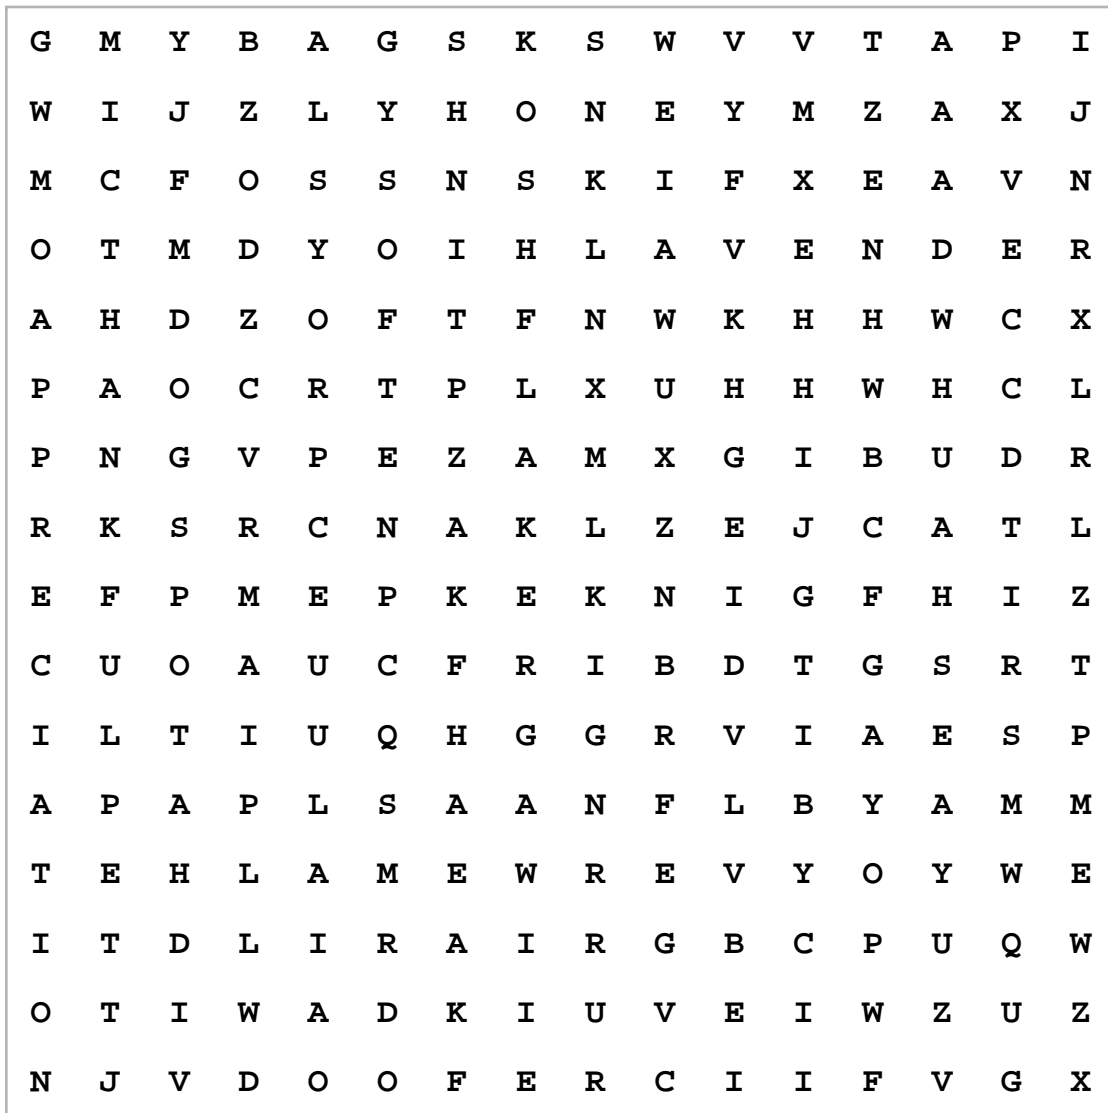 G M Y B A G S K S W V V T A P I
W I J Z L Y H O N E Y M Z A X J
M C F O S S N S K I F X E A V N
O T M D Y O I H L A V E N D E R
A H D Z O F T F N W K H H W C X
P A O C R T P L X U H H W H C L
P N G V P E Z A M X G I B U D R
R K S R C N A K L Z E J C A T L
E F P M E P K E K N I G F H I Z
C U O A U C F R I B D T G S R T
I L T I U Q H G G R V I A E S P
A P A P L S A A N F L B Y A M M
T E H L A M E W R E V Y O Y W E
I T D L I R A I R G B C P U Q W
O T I W A D K I U V E I W Z U Z
N J V D O O F E R C I I F V G X